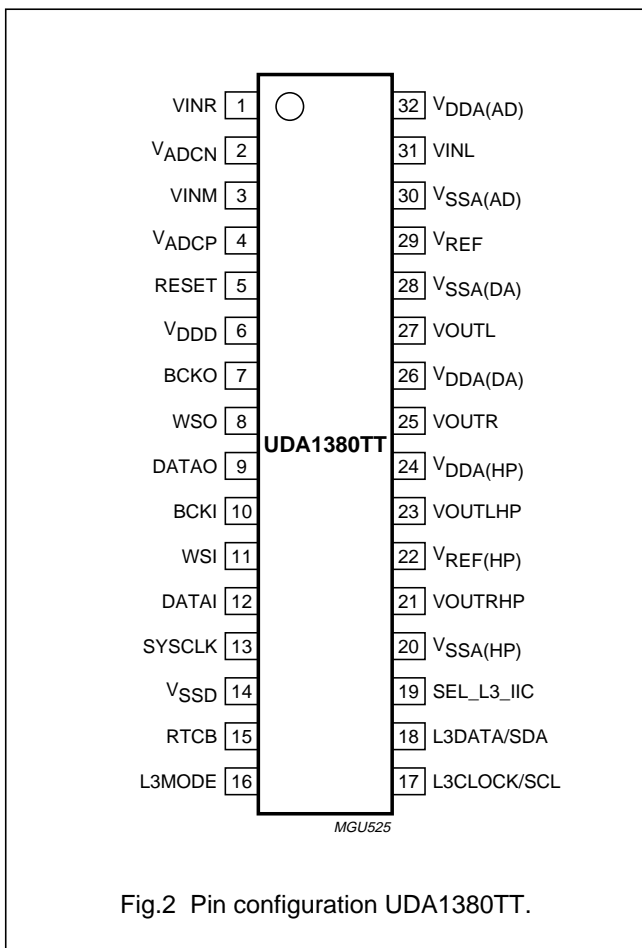 VINR 1 32 VDDA(AD)
VADCN 2 31 VINL
VINM 3 30 VSSA(AD)
VADCP 4 29 VREF
RESET 5 28 VSSA(DA)
VDDD 6 27 VOUTL
BCKO 7 26 VDDA(DA)
WSO 8 25 VOUTR
UDA1380TT
DATAO 9 24 VDDA(HP)
BCKI 10 23 VOUTLHP
WSI 11 22 VREF(HP)
DATAI 12 21 VOUTRHP
SYSCLK 13 20 VSSA(HP)
VSSD 14 19 SEL_L3_IIC
RTCB 15 18 L3DATA/SDA
L3MODE 16 17 L3CLOCK/SCL
MGU525
Fig.2 Pin configuration UDA1380TT.